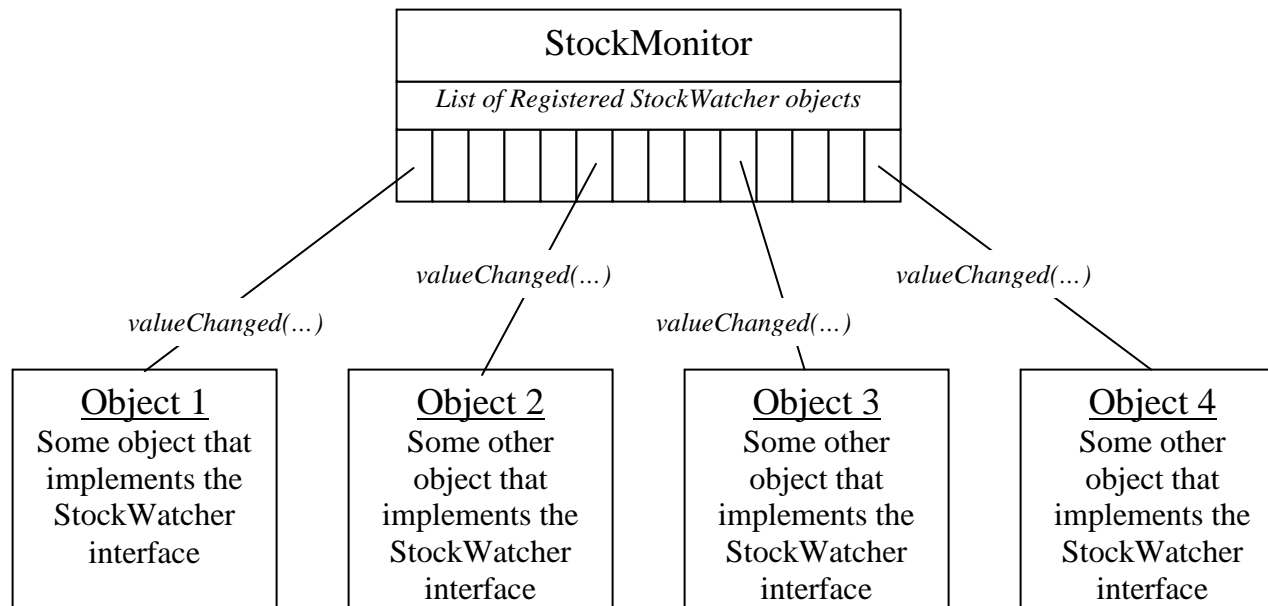 StockMonitor
List of Registered StockWatcher objects
valueChanged(…)
valueChanged(…)
valueChanged(…)
valueChanged(…)
Object 1
Some object that
implements the
StockWatcher
interface
Object 2
Some other
object that
implements the
StockWatcher
interface
Object 3
Some other
object that
implements the
StockWatcher
interface
Object 4
Some other
object that
implements the
StockWatcher
interface